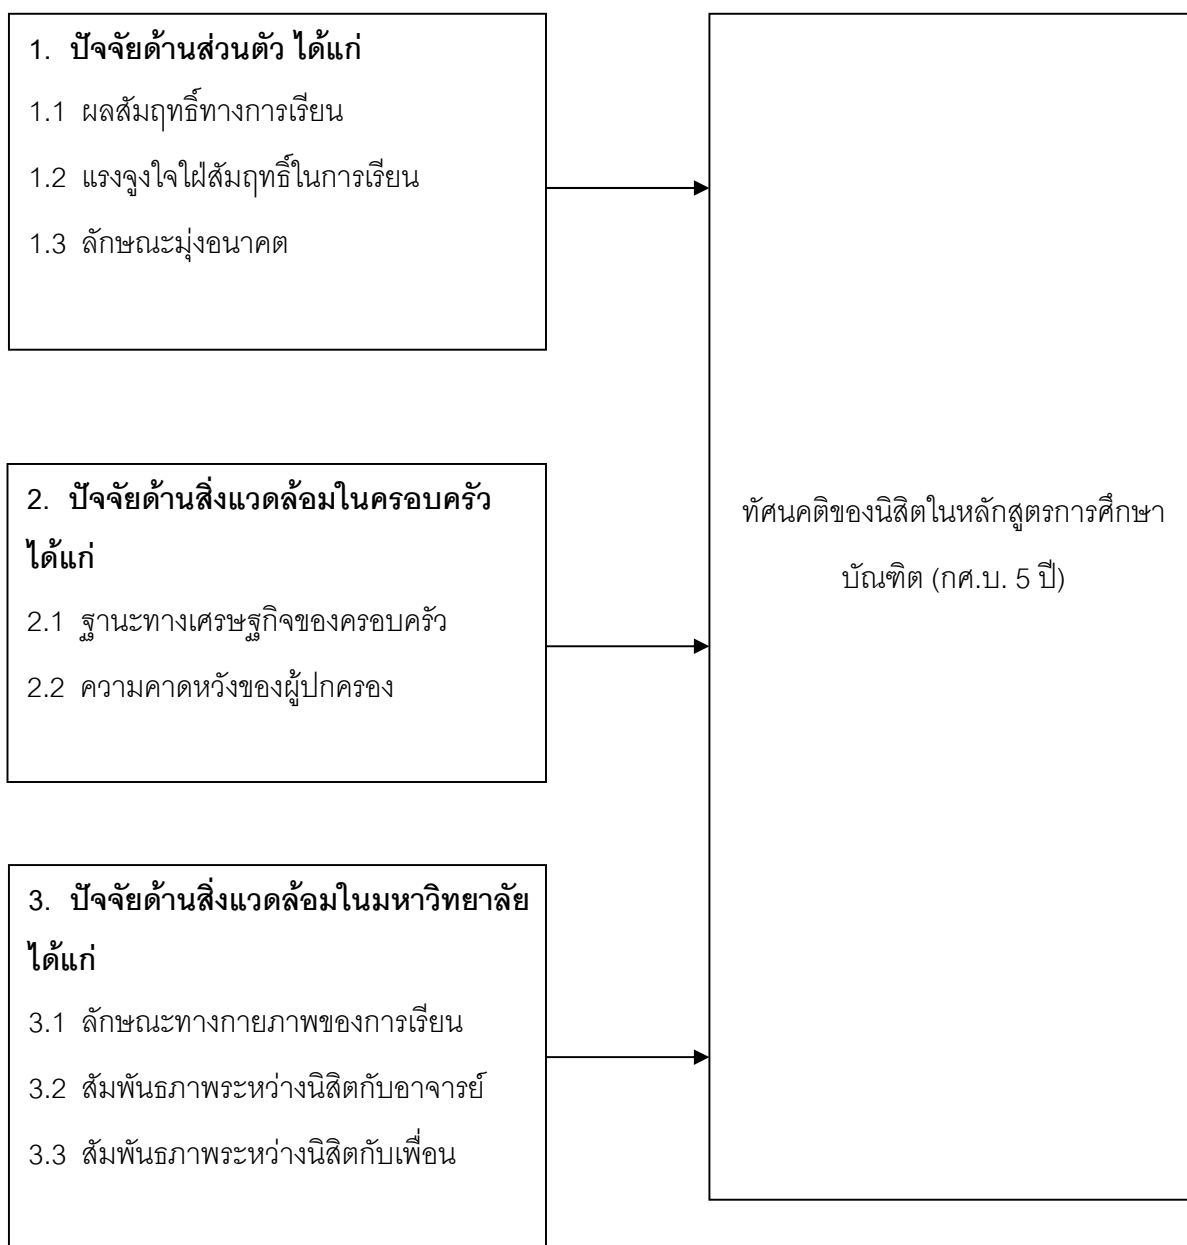 1. ปัจจัยด้านส่วนตัว ได้แก่
1.1 ผลสัมฤทธิ์ทางการเรียน
1.2 แรงจูงใจใฝ่สัมฤทธิ์ในการเรียน
1.3 ลักษณะมุ่งอนาคต
2. ปัจจัยด้านสิ่งแวดล้อมในครอบครัว
ได้แก่
2.1 ฐานะทางเศรษฐกิจของครอบครัว
2.2 ความคาดหวังของผู้ปกครอง
3. ปัจจัยด้านสิ่งแวดล้อมในมหาวิทยาลัย
ได้แก่
3.1 ลักษณะทางกายภาพของการเรียน
3.2 สัมพันธภาพระหว่างนิสิตกับอาจารย์
3.3 สัมพันธภาพระหว่างนิสิตกับเพื่อน
ทัศนคติของนิสิตในหลักสูตรการศึกษา
บัณฑิต (กศ.บ. 5 ปี)